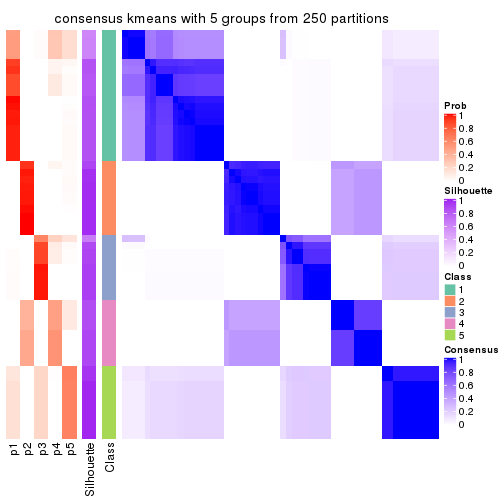 consensus kmeans with 5 groups from 250 partitions
Prob
1
0.8
0.6
0.4
0.2
0
Silhouette
1
0.8
0.6
0.4
0.2
0
Class
1
2
3
4
5
Consensus
1
0.8
0.6
0.4
0.2
0
p1
p2
p3
p4
p5
Silhouette
Class